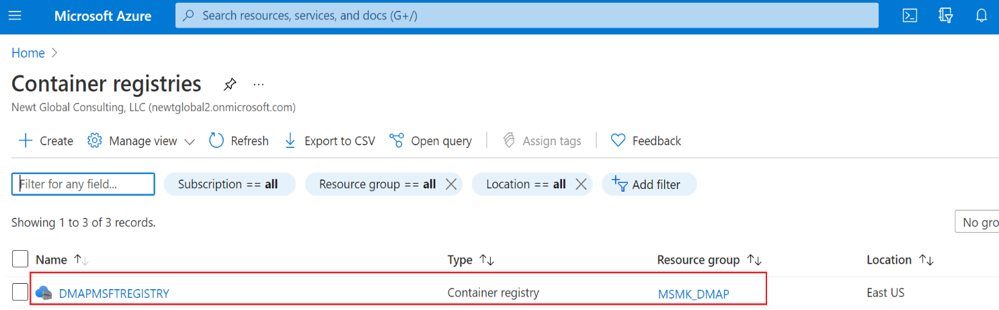 Microsoft Azure Search resources, services, and docs (G+/)
Home
Container registries ...
Newt Global Consulting, LLC (newtglobal2.onmicrosoft.com)
Create Manage view Refresh Export to CSV Open query Assign tags Feedback
Filter for any field... Subscription == all Resource group == all Location == all Add filter
Showing 1 to 3 of 3 records. No gro
Name Type Resource group Location
DMAPMSFTREGISTRY Container registry MSMK_DMAP East US